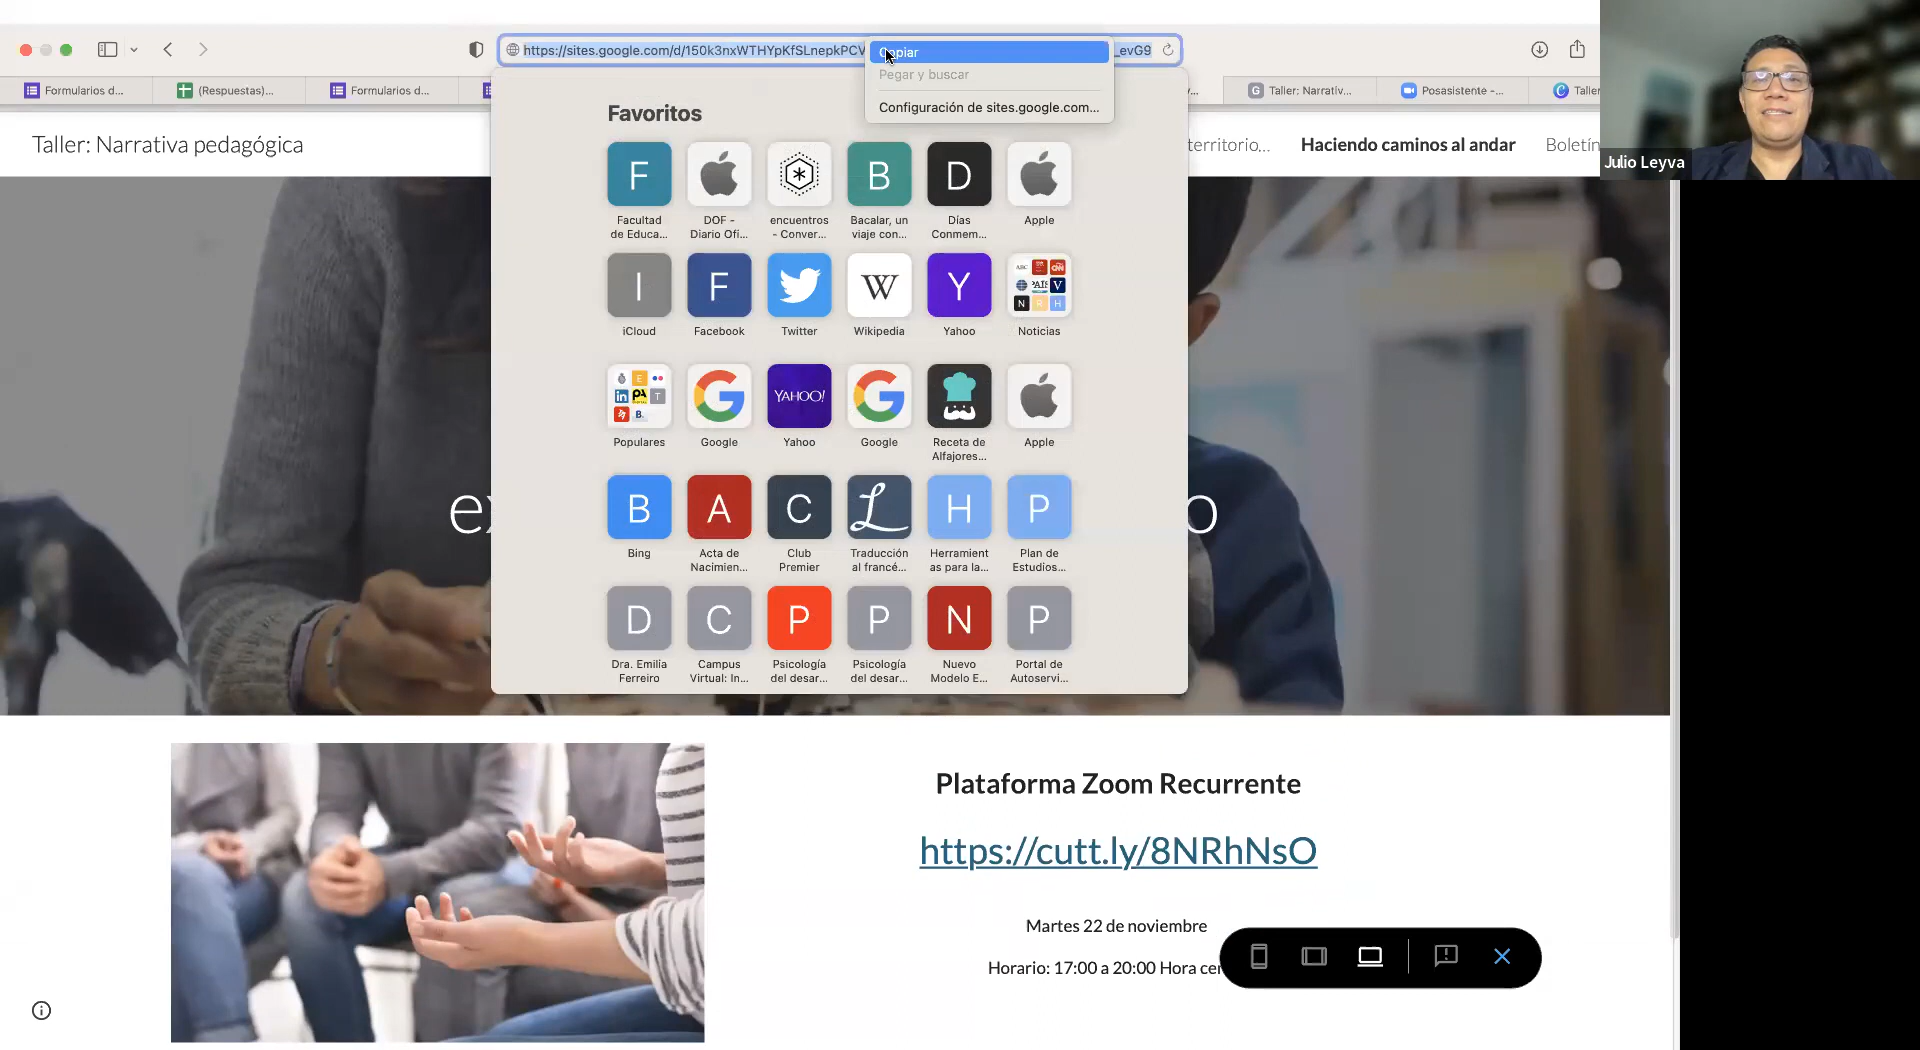 https://sites.google.com/d/150k3nxWTHYpKfSLnepkPCV
_evG9
Copiar
Pegar y buscar
Configuración de sites.google.com...
Formularios d...
(Respuestas)...
Formularios d...
Taller: Narrativ...
Posasistente -...
Taller
Julio Leyva
Taller: Narrativa pedagógica
territorio...
Haciendo caminos al andar
Boletín
Favoritos
F
B
D
Facultad de Educa...
DOF - Diario Ofi...
encuentros - Conver...
Bacalar, un viaje con...
Días Conmem...
Apple
I
F
W
Y
iCloud
Facebook
Twitter
Wikipedia
Yahoo
Noticias
YAHOO!
Populares
Google
Yahoo
Google
Receta de Alfajores...
Apple
B
A
C
L
H
P
Bing
Acta de Nacimien...
Club Premier
Traducción al francé...
Herramient as para la...
Plan de Estudios...
D
C
P
P
N
P
Dra. Emilia Ferreiro
Campus Virtual: In...
Psicología del desar...
Psicología del desar...
Nuevo Modelo E...
Portal de Autoservi...
Plataforma Zoom Recurrente
https://cutt.ly/8NRhNsO
Martes 22 de noviembre
Horario: 17:00 a 20:00 Hora cen